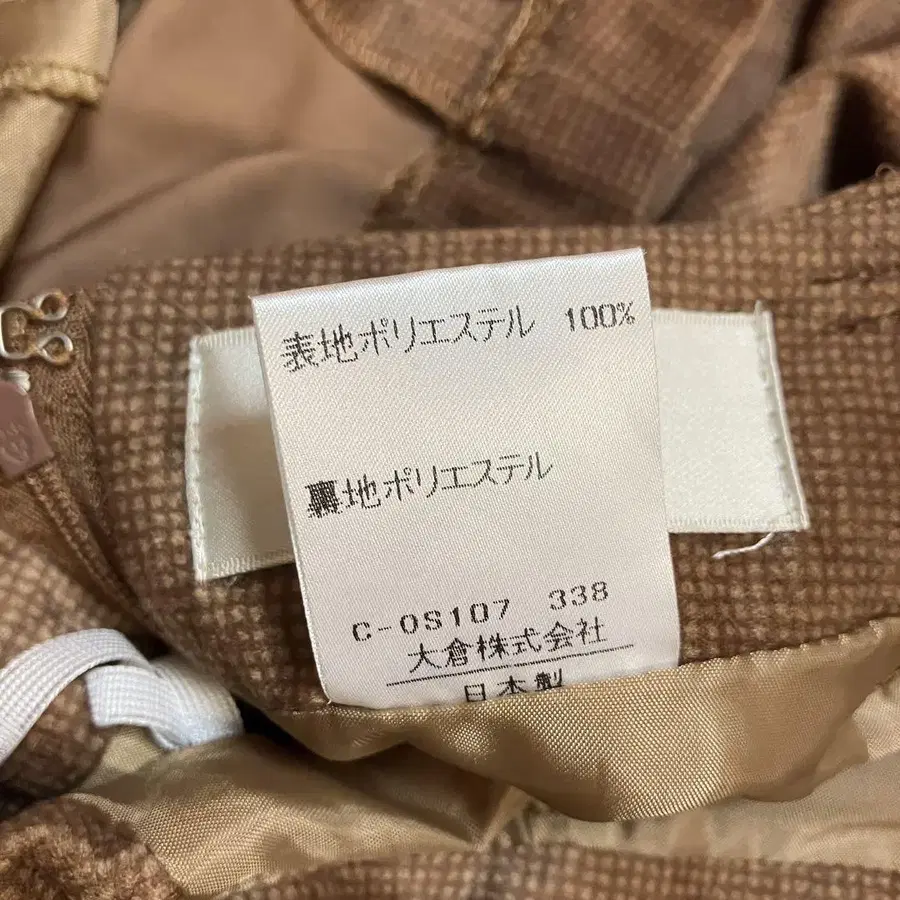 表地ポリエステル 100%
裏地ポリエステル
C-0S107 338
大倉株式会社
日本製